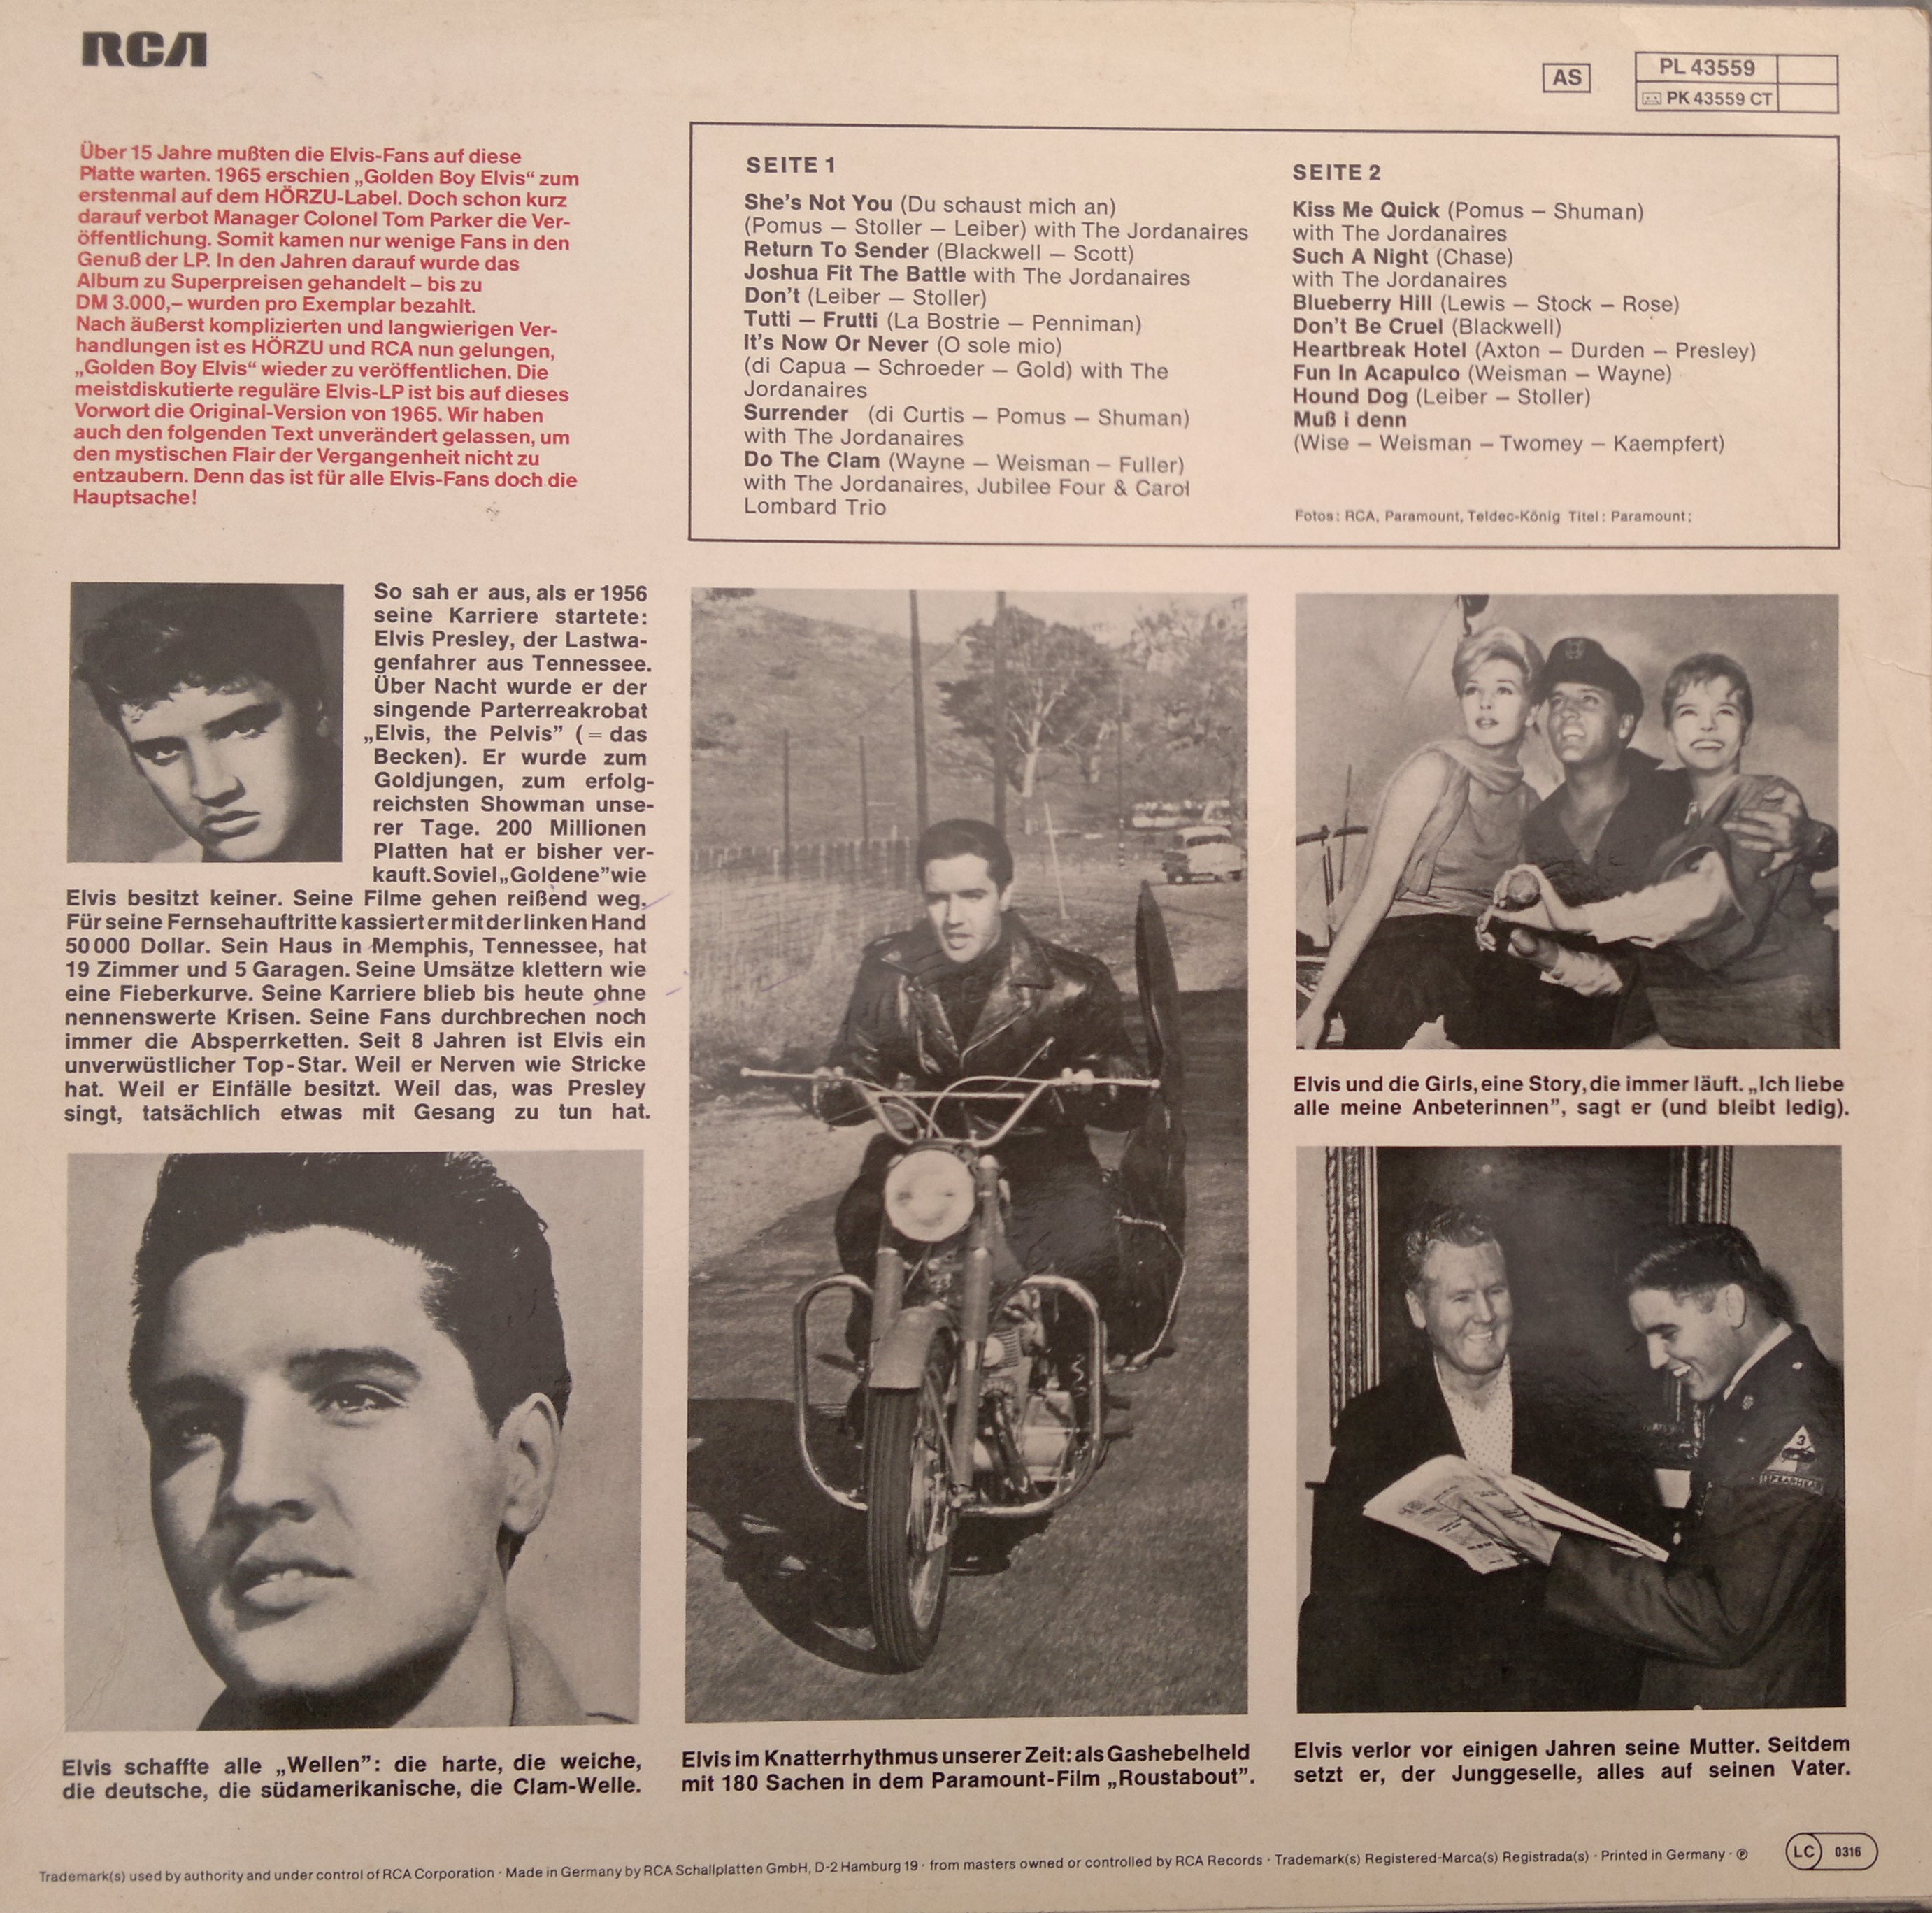 RCA
AS
PL 43559
PK 43559 CT
Über 15 Jahre mußten die Elvis-Fans auf diese
Platte warten. 1965 erschien „Golden Boy Elvis“ zum
erstenmal auf dem HÖRZU-Label. Doch schon kurz
darauf verbot Manager Colonel Tom Parker die Ver-
öffentlichung. Somit kamen nur wenige Fans in den
Genuß der LP. In den Jahren darauf wurde das
Album zu Superpreisen gehandelt – bis zu
DM 3.000,– wurden pro Exemplar bezahlt.
Nach äußerst komplizierten und langwierigen Ver-
handlungen ist es HÖRZU und RCA nun gelungen,
„Golden Boy Elvis“ wieder zu veröffentlichen. Die
meistdiskutierte reguläre Elvis-LP ist bis auf dieses
Vorwort die Original-Version von 1965. Wir haben
auch den folgenden Text unverändert gelassen, um
den mystischen Flair der Vergangenheit nicht zu
entzaubern. Denn das ist für alle Elvis-Fans doch die
Hauptsache!
SEITE 1
She's Not You (Du schaust mich an)
(Pomus – Stoller – Leiber) with The Jordanaires
Return To Sender (Blackwell – Scott)
Joshua Fit The Battle with The Jordanaires
Don't (Leiber – Stoller)
Tutti – Frutti (La Bostrie – Penniman)
It's Now Or Never (O sole mio)
(di Capua – Schroeder – Gold) with The
Jordanaires
Surrender (di Curtis – Pomus – Shuman)
with The Jordanaires
Do The Clam (Wayne – Weisman – Fuller)
with The Jordanaires, Jubilee Four & Carol
Lombard Trio
SEITE 2
Kiss Me Quick (Pomus – Shuman)
with The Jordanaires
Such A Night (Chase)
with The Jordanaires
Blueberry Hill (Lewis – Stock – Rose)
Don't Be Cruel (Blackwell)
Heartbreak Hotel (Axton – Durden – Presley)
Fun In Acapulco (Weisman – Wayne)
Hound Dog (Leiber – Stoller)
Muß i denn
(Wise – Weisman – Twomey – Kaempfert)
Fotos: RCA, Paramount, Teldec-König Titel: Paramount;
So sah er aus, als er 1956
seine Karriere startete:
Elvis Presley, der Lastwa-
genfahrer aus Tennessee.
Über Nacht wurde er der
singende Parterreakrobat
„Elvis, the Pelvis” (= das
Becken). Er wurde zum
Goldjungen, zum erfolg-
reichsten Showman unse-
rer Tage. 200 Millionen
Platten hat er bisher ver-
kauft. Soviel „Goldene” wie
Elvis besitzt keiner. Seine Filme gehen reißend weg.
Für seine Fernsehauftritte kassiert er mit der linken Hand
50 000 Dollar. Sein Haus in Memphis, Tennessee, hat
19 Zimmer und 5 Garagen. Seine Umsätze klettern wie
eine Fieberkurve. Seine Karriere blieb bis heute ohne
nennenswerte Krisen. Seine Fans durchbrechen noch
immer die Absperrketten. Seit 8 Jahren ist Elvis ein
unverwüstlicher Top-Star. Weil er Nerven wie Stricke
hat. Weil er Einfälle besitzt. Weil das, was Presley
singt, tatsächlich etwas mit Gesang zu tun hat.
Elvis und die Girls, eine Story, die immer läuft. „Ich liebe
alle meine Anbeterinnen”, sagt er (und bleibt ledig).
3
SPEARHEAD
Elvis schaffte alle „Wellen”: die harte, die weiche,
die deutsche, die südamerikanische, die Clam-Welle.
Elvis im Knatterrhythmus unserer Zeit: als Gashebelheld
mit 180 Sachen in dem Paramount-Film „Roustabout”.
Elvis verlor vor einigen Jahren seine Mutter. Seitdem
setzt er, der Junggeselle, alles auf seinen Vater.
Trademark(s) used by authority and under control of RCA Corporation · Made in Germany by RCA Schallplatten GmbH, D-2 Hamburg 19 · from masters owned or controlled by RCA Records · Trademark(s) Registered-Marca(s) Registrada(s) · Printed in Germany · ℗
LC 0316